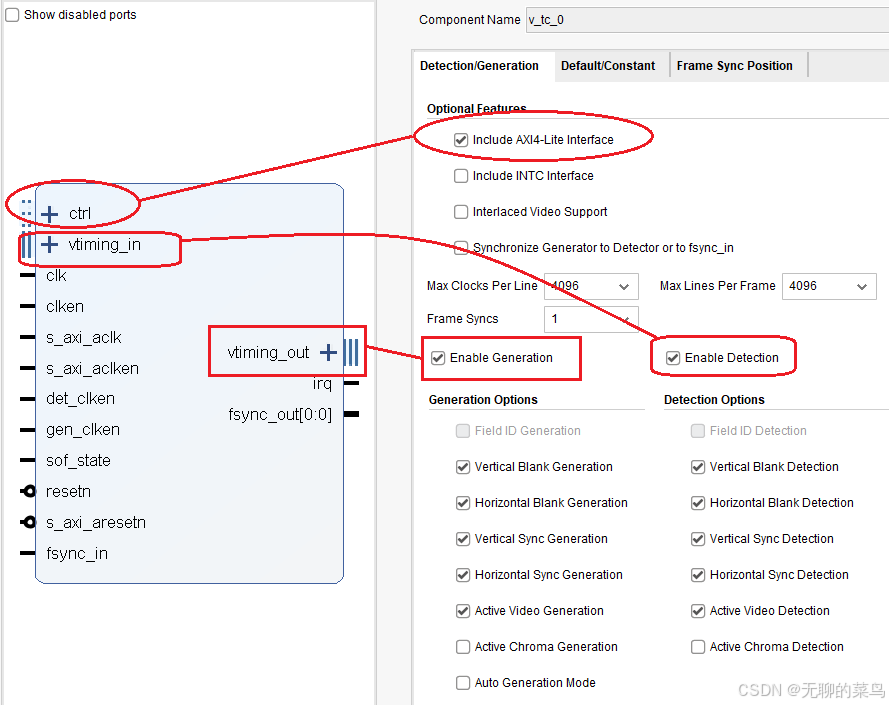 Show disabled ports
ctrl
vtiming_in
clk
clken
s_axi_aclk
s_axi_aclken
det_clken
gen_clken
sof_state
resetn
s_axi_aresetn
fsync_in
vtiming_out
irq
fsync_out[0:0]
Component Name v_tc_0
Detection/Generation Default/Constant Frame Sync Position
Optional Features
Include AXI4-Lite Interface
Include INTC Interface
Interlaced Video Support
Synchronize Generator to Detector or to fsync_in
Max Clocks Per Line 4096 Max Lines Per Frame 4096
Frame Syncs 1
Enable Generation Enable Detection
Generation Options Detection Options
Field ID Generation Field ID Detection
Vertical Blank Generation Vertical Blank Detection
Horizontal Blank Generation Horizontal Blank Detection
Vertical Sync Generation Vertical Sync Detection
Horizontal Sync Generation Horizontal Sync Detection
Active Video Generation Active Video Detection
Active Chroma Generation Active Chroma Detection
Auto Generation Mode
CSDN @无聊的菜鸟